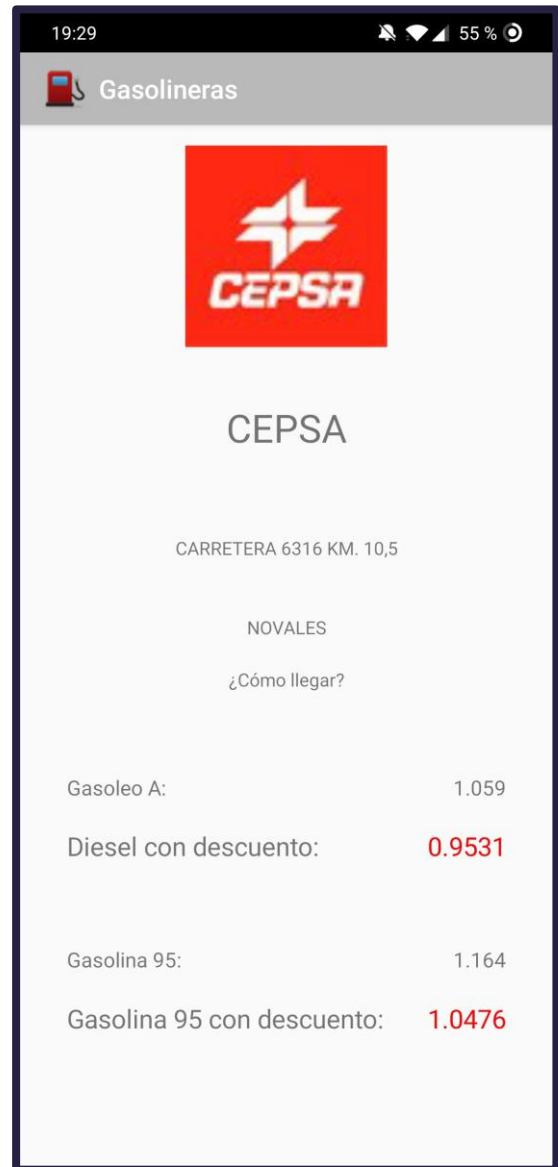 19:29
55 %
Gasolineras
CEPSA
CEPSA
CARRETERA 6316 KM. 10,5
NOVALES
¿Cómo llegar?
Gasoleo A: 1.059
Diesel con descuento: 0.9531
Gasolina 95: 1.164
Gasolina 95 con descuento: 1.0476